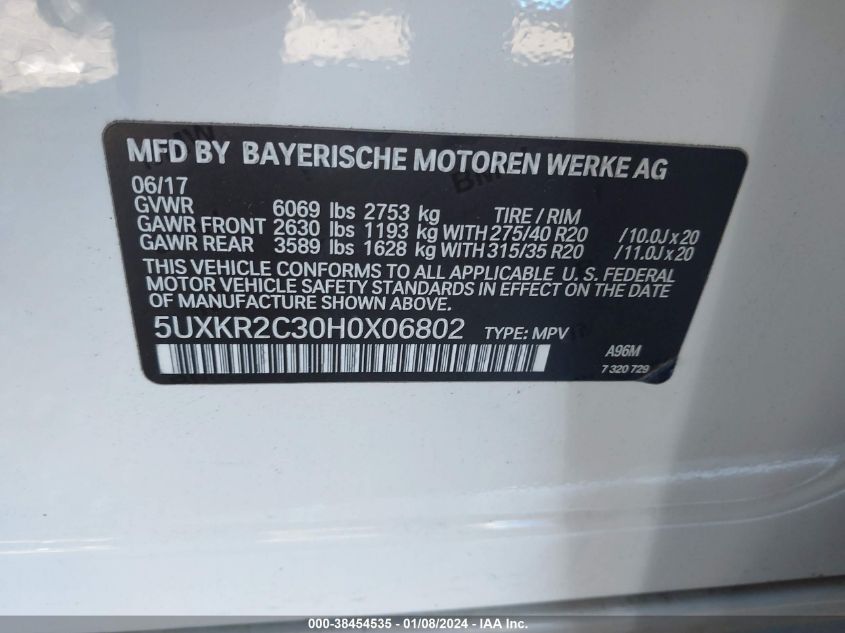 MFD BY BAYERISCHE MOTOREN WERKE AG
06/17
GVWR 6069 lbs 2753 kg TIRE / RIM
GAWR FRONT 2630 lbs 1193 kg WITH 275/40 R20 /10.0J x 20
GAWR REAR 3589 lbs 1628 kg WITH 315/35 R20 /11.0J x 20
THIS VEHICLE CONFORMS TO ALL APPLICABLE U. S. FEDERAL
MOTOR VEHICLE SAFETY STANDARDS IN EFFECT ON THE DATE
OF MANUFACTURE SHOWN ABOVE.
5UXKR2C30H0X06802 TYPE: MPV
A96M
7 320 729
000-38454535 - 01/08/2024 - IAA Inc.